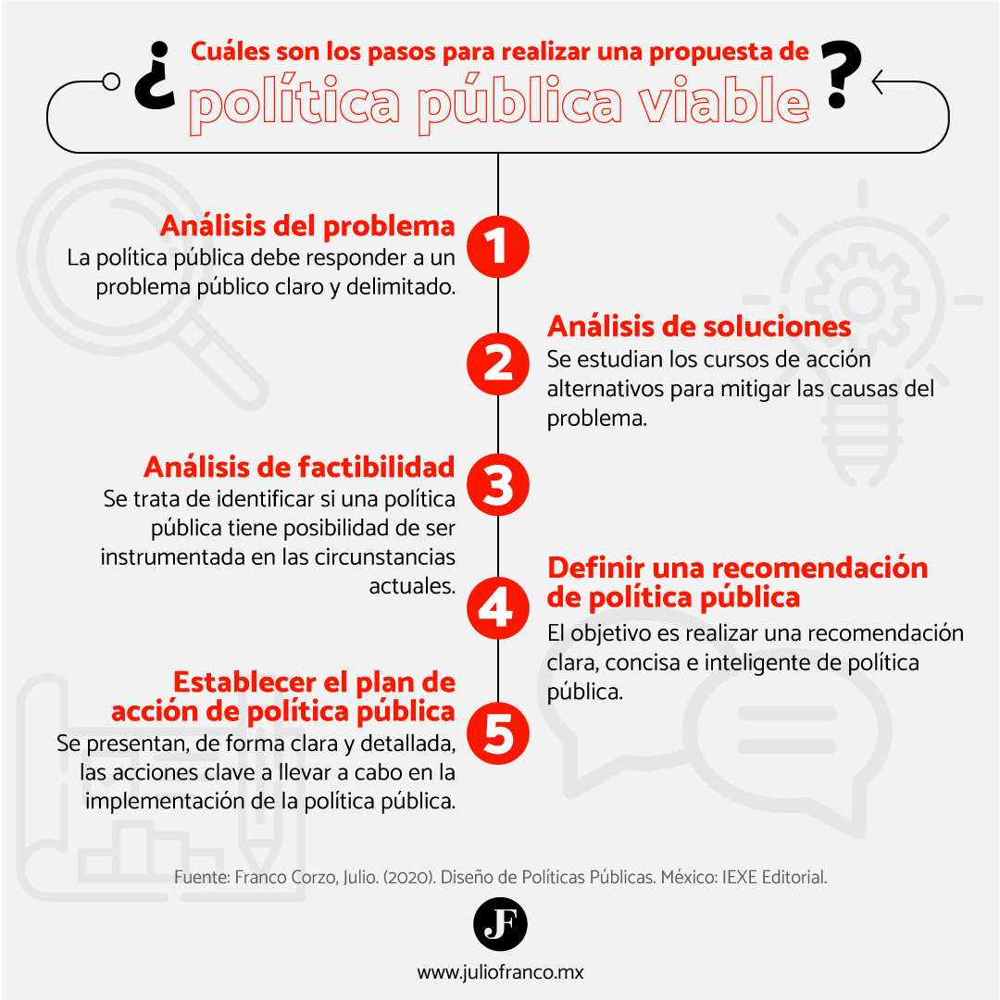 ¿Cuáles son los pasos para realizar una propuesta de
política pública viable?
1
Análisis del problema
La política pública debe responder a un
problema público claro y delimitado.
2
Análisis de soluciones
Se estudian los cursos de acción
alternativos para mitigar las causas del
problema.
3
Análisis de factibilidad
Se trata de identificar si una política
pública tiene posibilidad de ser
instrumentada en las circunstancias
actuales.
4
Definir una recomendación
de política pública
El objetivo es realizar una recomendación
clara, concisa e inteligente de política
pública.
5
Establecer el plan de
acción de política pública
Se presentan, de forma clara y detallada,
las acciones clave a llevar a cabo en la
implementación de la política pública.
Fuente: Franco Corzo, Julio. (2020). Diseño de Políticas Públicas. México: IEXE Editorial.
JF
www.juliofranco.mx